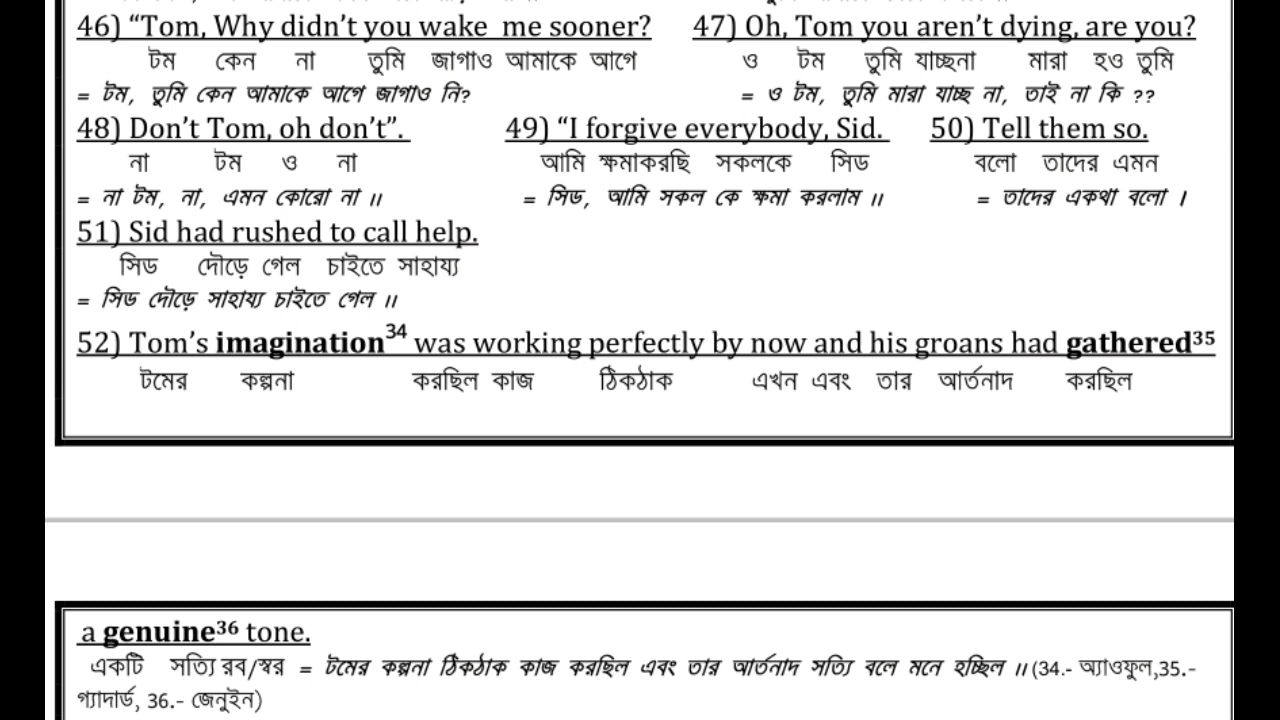 46) “Tom, Why didn’t you wake me sooner? 47) Oh, Tom you aren’t dying, are you?
টম কেন না তুমি জাগাও আমাকে আগে ও টম তুমি যাচ্ছনা মারা হও তুমি
= টম, তুমি কেন আমাকে আগে জাগাও নি? = ও টম, তুমি মারা যাচ্ছ না, তাই না কি ??
48) Don’t Tom, oh don’t”. 49) “I forgive everybody, Sid. 50) Tell them so.
না টম ও না আমি ক্ষমাকরছি সকলকে সিড বলো তাদের এমন
= না টম, না, এমন কোরো না ৷৷ = সিড, আমি সকল কে ক্ষমা করলাম ৷৷ = তাদের একথা বলো ।
51) Sid had rushed to call help.
সিড দৌড়ে গেল চাইতে সাহায্য
= সিড দৌড়ে সাহায্য চাইতে গেল ৷৷
52) Tom’s imagination³⁴ was working perfectly by now and his groans had gathered³⁵
টমের কল্পনা করছিল কাজ ঠিকঠাক এখন এবং তার আর্তনাদ করছিল
a genuine³⁶ tone.
একটি সত্যি রব/স্বর = টমের কল্পনা ঠিকঠাক কাজ করছিল এবং তার আর্তনাদ সত্যি বলে মনে হচ্ছিল ৷৷ (34.- অ্যাওফুল,35.-
গ্যাদার্ড, 36.- জেনুইন)